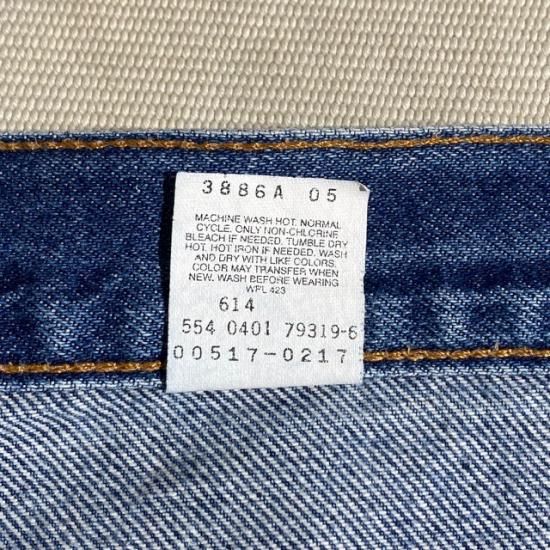 3886A 05
MACHINE WASH HOT. NORMAL
CYCLE. ONLY NON-CHLORINE
BLEACH IF NEEDED. TUMBLE DRY
HOT. HOT IRON IF NEEDED. WASH
AND DRY WITH LIKE COLORS.
COLOR MAY TRANSFER WHEN
NEW. WASH BEFORE WEARING
WPL 423
614
554 0401 79319-6
00517-0217